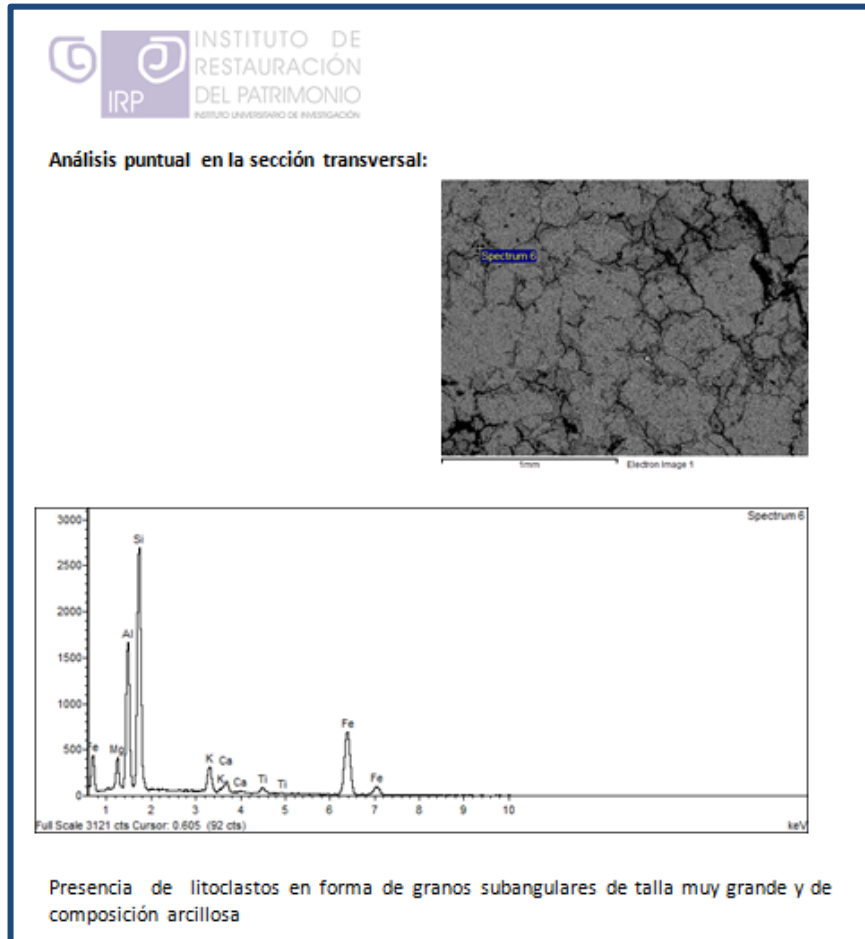 INSTITUTO DE
RESTAURACIÓN
DEL PATRIMONIO
INSTITUTO UNIVERSITARIO DE INVESTIGACIÓN
IRP
Análisis puntual en la sección transversal:
Spectrum 6
1mm Electron Image 1
Spectrum 6
3000
2500
2000
1500
1000
500
0
Si
Al
Fe Mg
K Ca
K Ca Ti Ti
Fe
Fe
1 2 3 4 5 6 7 8 9 10
Full Scale 3121 cts Cursor: 0.605 (92 cts) keV
Presencia de litoclastos en forma de granos subangulares de talla muy grande y de
composición arcillosa